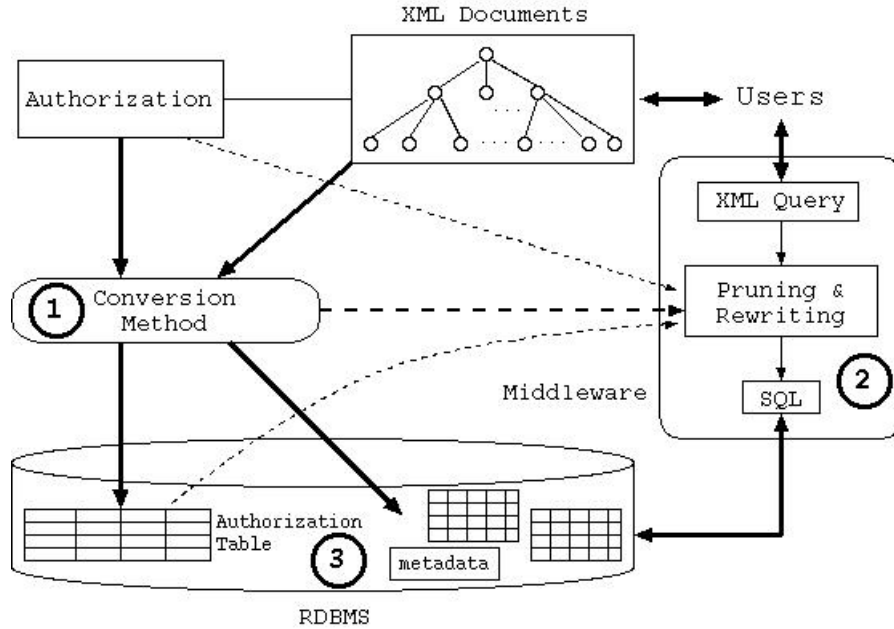 XML Documents
Authorization
Users
XML Query
1
Conversion
Method
Pruning &
Rewriting
Middleware
SQL
2
Authorization
Table
3
metadata
RDBMS